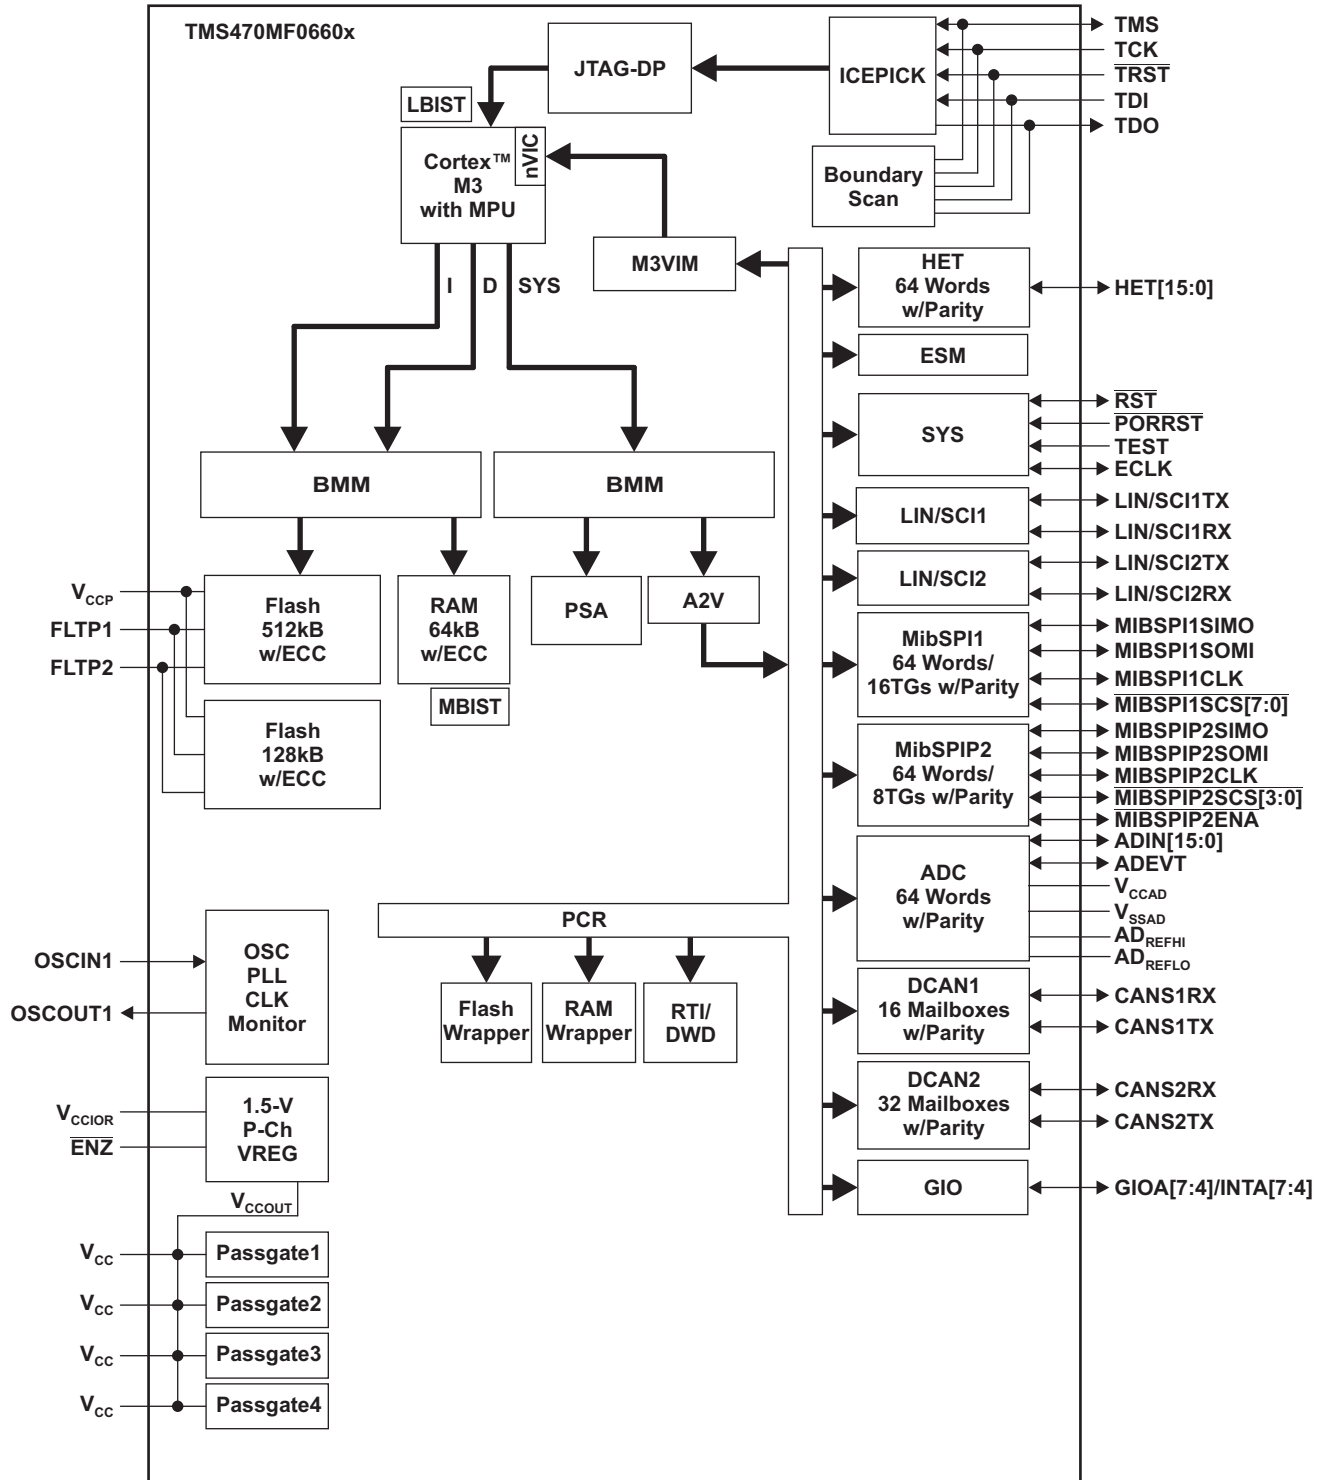 TMS470MF0660x
JTAG-DP
ICEPICK
TMS
TCK
TRST
TDI
TDO
LBIST
Cortex™
M3
with MPU
nVIC
Boundary
Scan
M3VIM
I
D
SYS
HET
64 Words
w/Parity
HET[15:0]
ESM
SYS
RST
PORRST
TEST
ECLK
BMM
BMM
LIN/SCI1
LIN/SCI1TX
LIN/SCI1RX
LIN/SCI2
LIN/SCI2TX
LIN/SCI2RX
VCCP
FLTP1
FLTP2
Flash
512kB
w/ECC
RAM
64kB
w/ECC
MBIST
PSA
A2V
Flash
128kB
w/ECC
MibSPI1
64 Words/
16TGs w/Parity
MIBSPI1SIMO
MIBSPI1SOMI
MIBSPI1CLK
MIBSPI1SCS[7:0]
MibSPIP2
64 Words/
8TGs w/Parity
MIBSPIP2SIMO
MIBSPIP2SOMI
MIBSPIP2CLK
MIBSPIP2SCS[3:0]
MIBSPIP2ENA
ADC
64 Words
w/Parity
ADIN[15:0]
ADEVT
VCCAD
VSSAD
ADREFHI
ADREFLO
PCR
OSCIN1
OSCOUT1
OSC
PLL
CLK
Monitor
Flash
Wrapper
RAM
Wrapper
RTI/
DWD
DCAN1
16 Mailboxes
w/Parity
CANS1RX
CANS1TX
DCAN2
32 Mailboxes
w/Parity
CANS2RX
CANS2TX
VCCIOR
ENZ
1.5-V
P-Ch
VREG
VCCOUT
GIO
GIOA[7:4]/INTA[7:4]
VCC
Passgate1
VCC
Passgate2
VCC
Passgate3
VCC
Passgate4